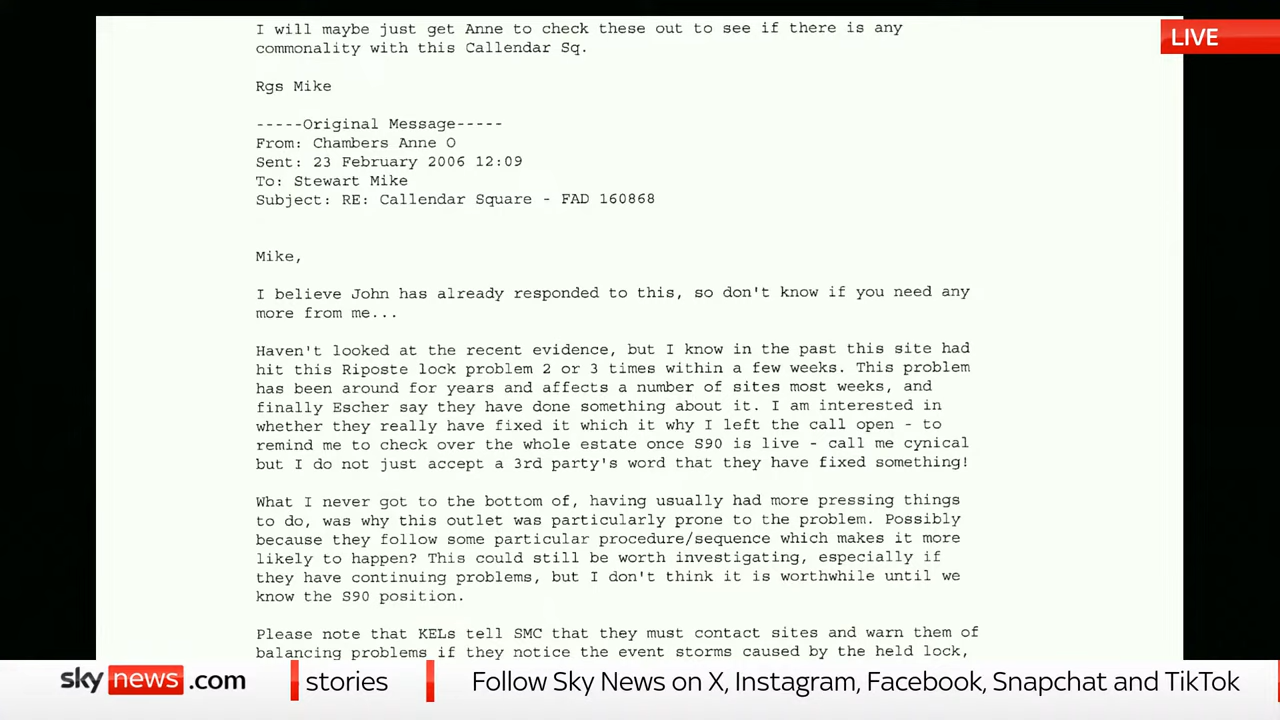 I will maybe just get Anne to check these out to see if there is any
commonality with this Callendar Sq.
LIVE
Rgs Mike
-----Original Message-----
From: Chambers Anne O
Sent: 23 February 2006 12:09
To: Stewart Mike
Subject: RE: Callendar Square - FAD 160868
Mike,
I believe John has already responded to this, so don't know if you need any
more from me...
Haven't looked at the recent evidence, but I know in the past this site had
hit this Riposte lock problem 2 or 3 times within a few weeks. This problem
has been around for years and affects a number of sites most weeks, and
finally Escher say they have done something about it. I am interested in
whether they really have fixed it which it why I left the call open - to
remind me to check over the whole estate once S90 is live - call me cynical
but I do not just accept a 3rd party's word that they have fixed something!
What I never got to the bottom of, having usually had more pressing things
to do, was why this outlet was particularly prone to the problem. Possibly
because they follow some particular procedure/sequence which makes it more
likely to happen? This could still be worth investigating, especially if
they have continuing problems, but I don't think it is worthwhile until we
know the S90 position.
Please note that KELs tell SMC that they must contact sites and warn them of
balancing problems if they notice the event storms caused by the held lock,
sky news .com stories Follow Sky News on X, Instagram, Facebook, Snapchat and TikTok